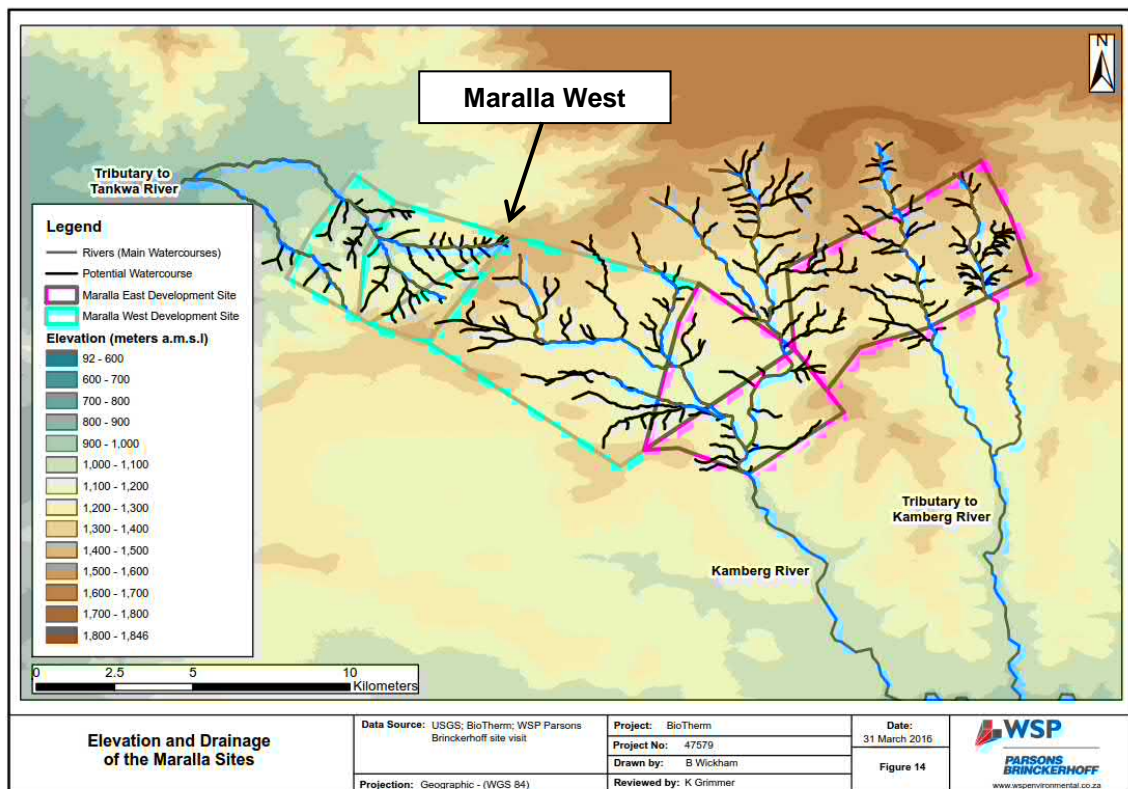 N
Maralla West
Tributary to
Tankwa River
Legend
Rivers (Main Watercourses)
Potential Watercourse
Maralla East Development Site
Maralla West Development Site
Elevation (meters a.m.s.l)
92 - 600
600 - 700
700 - 800
800 - 900
900 - 1,000
1,000 - 1,100
1,100 - 1,200
1,200 - 1,300
1,300 - 1,400
1,400 - 1,500
1,500 - 1,600
1,600 - 1,700
1,700 - 1,800
1,800 - 1,846
Tributary to
Kamberg River
Kamberg River
0 2.5 5 10
Kilometers
Elevation and Drainage
of the Maralla Sites
Data Source: USGS; BioTherm; WSP Parsons
Brinckerhoff site visit
Projection: Geographic - (WGS 84)
Project: BioTherm
Project No: 47579
Drawn by: B Wickham
Reviewed by: K Grimmer
Date:
31 March 2016
Figure 14
WSP
PARSONS
BRINCKERHOFF
www.wspenvironmental.co.za